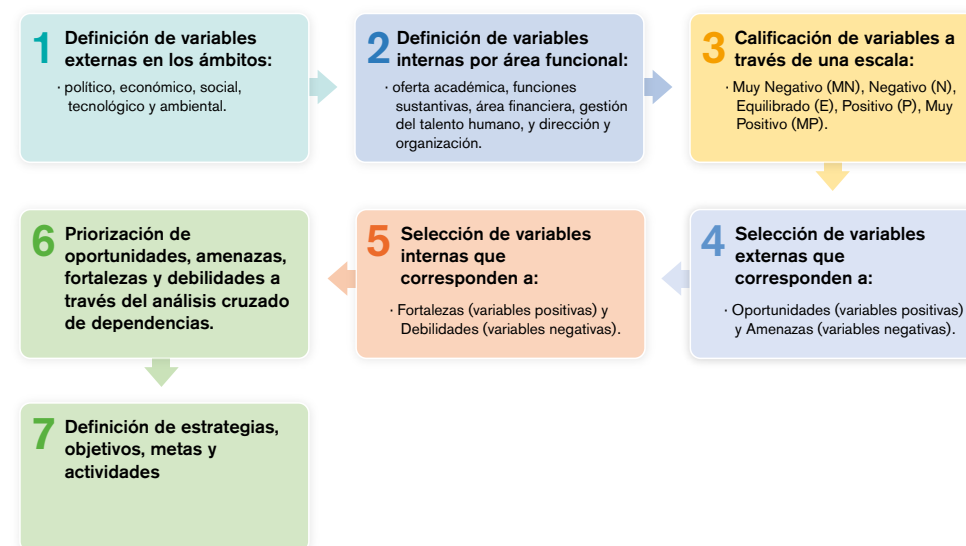 1 Definición de variables
externas en los ámbitos:
· político, económico, social,
tecnológico y ambiental.
2 Definición de variables
internas por área funcional:
· oferta académica, funciones
sustantivas, área financiera, gestión
del talento humano, y dirección y
organización.
3 Calificación de variables a
través de una escala:
· Muy Negativo (MN), Negativo (N),
Equilibrado (E), Positivo (P), Muy
Positivo (MP).
4 Selección de variables
externas que
corresponden a:
· Oportunidades (variables positivas)
y Amenazas (variables negativas).
5 Selección de variables
internas que
corresponden a:
· Fortalezas (variables positivas) y
Debilidades (variables negativas).
6 Priorización de
oportunidades, amenazas,
fortalezas y debilidades a
través del análisis cruzado
de dependencias.
7 Definición de estrategias,
objetivos, metas y
actividades